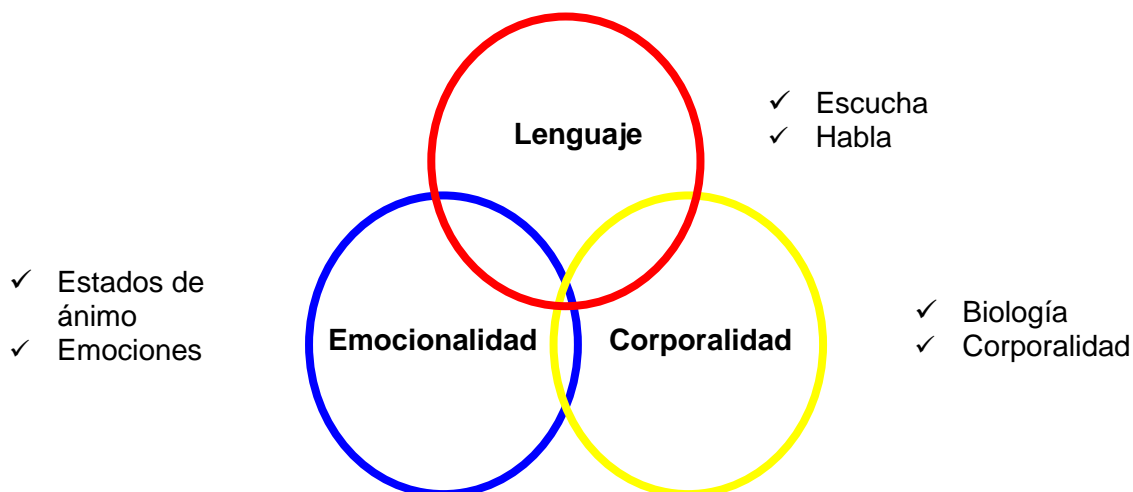 Lenguaje
✓ Escucha
✓ Habla
✓ Estados de
ánimo
✓ Emociones
Emocionalidad
Corporalidad
✓ Biología
✓ Corporalidad